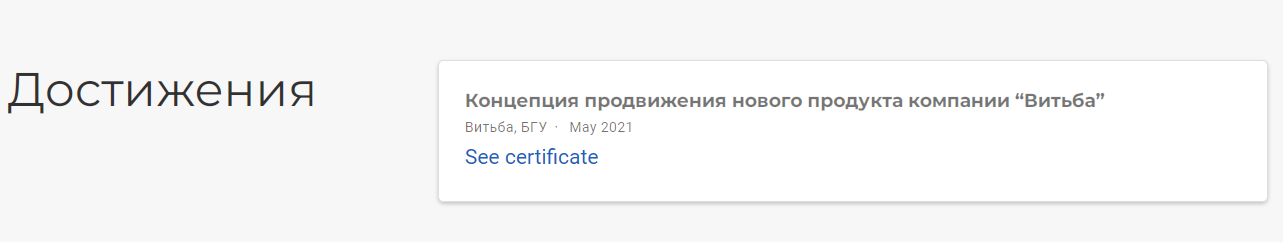 Достижения
Концепция продвижения нового продукта компании “Витьба”
Витьба, БГУ · May 2021
See certificate